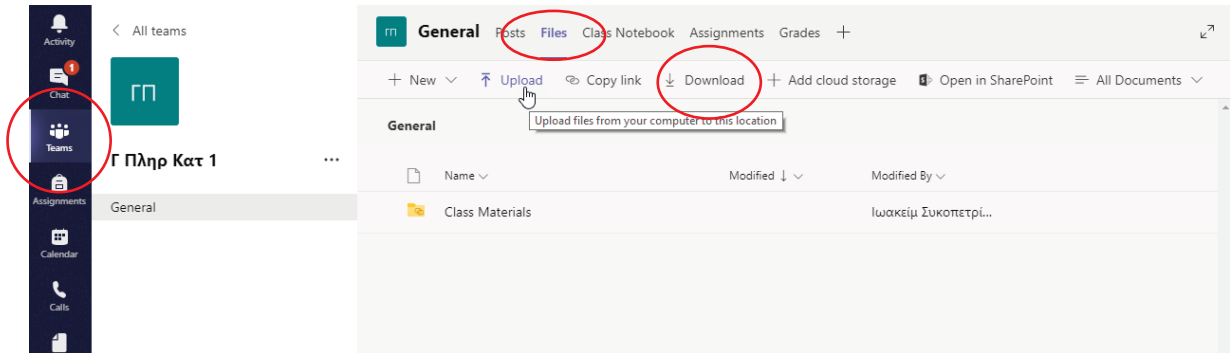 Activity
1
Chat
Teams
Assignments
Calendar
Calls
All teams
ΓΠ
Γ Πληρ Κατ 1
...
General
ΓΠ General Posts Files Class Notebook Assignments Grades
New Upload Copy link Download Add cloud storage Open in SharePoint All Documents
Upload files from your computer to this location
General
Name Modified Modified By
Class Materials Ιωακείμ Συκοπετρί...